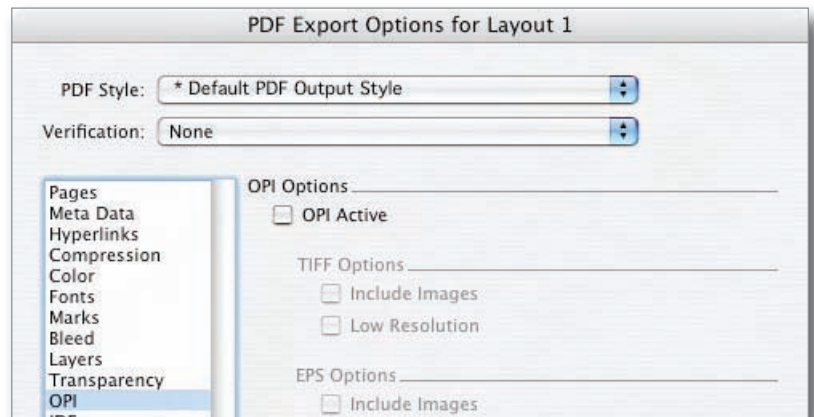 PDF Export Options for Layout 1
PDF Style: * Default PDF Output Style
Verification: None
Pages
Meta Data
Hyperlinks
Compression
Color
Fonts
Marks
Bleed
Layers
Transparency
OPI
OPI Options
OPI Active
TIFF Options
Include Images
Low Resolution
EPS Options
Include Images